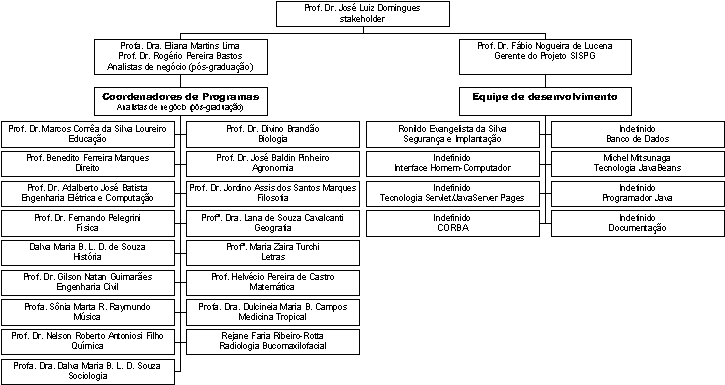 Prof. Dr. José Luiz Domingues
stakeholder
Profa. Dra. Eliana Martins Lima
Prof. Dr. Rogério Pereira Bastos
Analistas de negócio (pós-graduação)
Prof. Dr. Fábio Nogueira de Lucena
Gerente do Projeto SISPG
Coordenadores de Programas
Analistas de negócio (pós-graduação)
Equipe de desenvolvimento
Prof. Dr. Marcos Corrêa da Silva Loureiro
Educação
Prof. Dr. Divino Brandão
Biologia
Ronildo Evangelista da Silva
Segurança e Implantação
Indefinido
Banco de Dados
Prof. Benedito Ferreira Marques
Direito
Prof. Dr. José Baldin Pinheiro
Agronomia
Indefinido
Interface Homem-Computador
Michel Mitsunaga
Tecnologia JavaBeans
Prof. Dr. Adalberto José Batista
Engenharia Elétrica e Computação
Prof. Dr. Jordino Assis dos Santos Marques
Filosofia
Indefinido
Tecnologia Servlet/JavaServer Pages
Indefinido
Programador Java
Prof. Dr. Fernando Pelegrini
Física
Profª. Dra. Lana de Souza Cavalcanti
Geografia
Indefinido
CORBA
Indefinido
Documentação
Dalva Maria B. L. D. de Souza
História
Profª. Maria Zaira Turchi
Letras
Prof. Dr. Gilson Natan Guimarães
Engenharia Civil
Prof. Helvécio Pereira de Castro
Matemática
Profa. Sônia Marta R. Raymundo
Música
Profa. Dra. Dulcineia Maria B. Campos
Medicina Tropical
Prof. Dr. Nelson Roberto Antoniosi Filho
Química
Rejane Faria Ribeiro-Rotta
Radiologia Bucomaxilofacial
Profa. Dra. Dalva Maria B. L. D. Souza
Sociologia